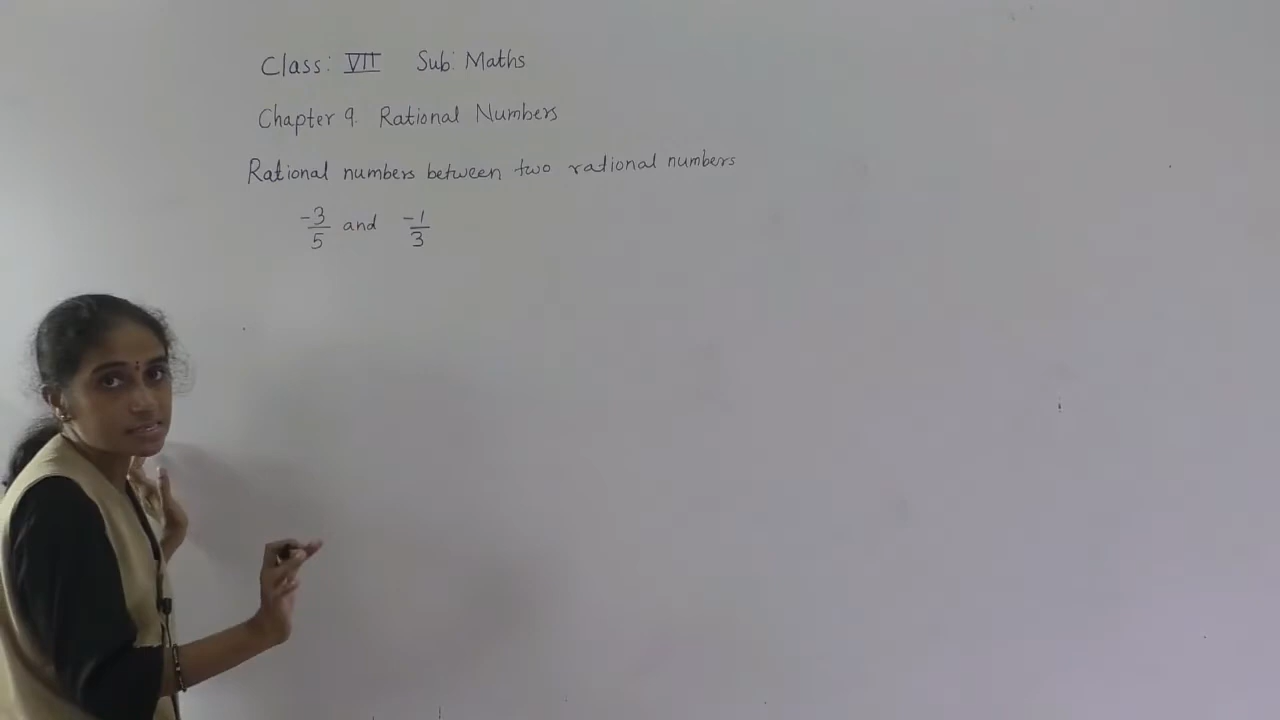 Class: VII Sub: Maths
Chapter 9. Rational Numbers
Rational numbers between two rational numbers
-3/5 and -1/3